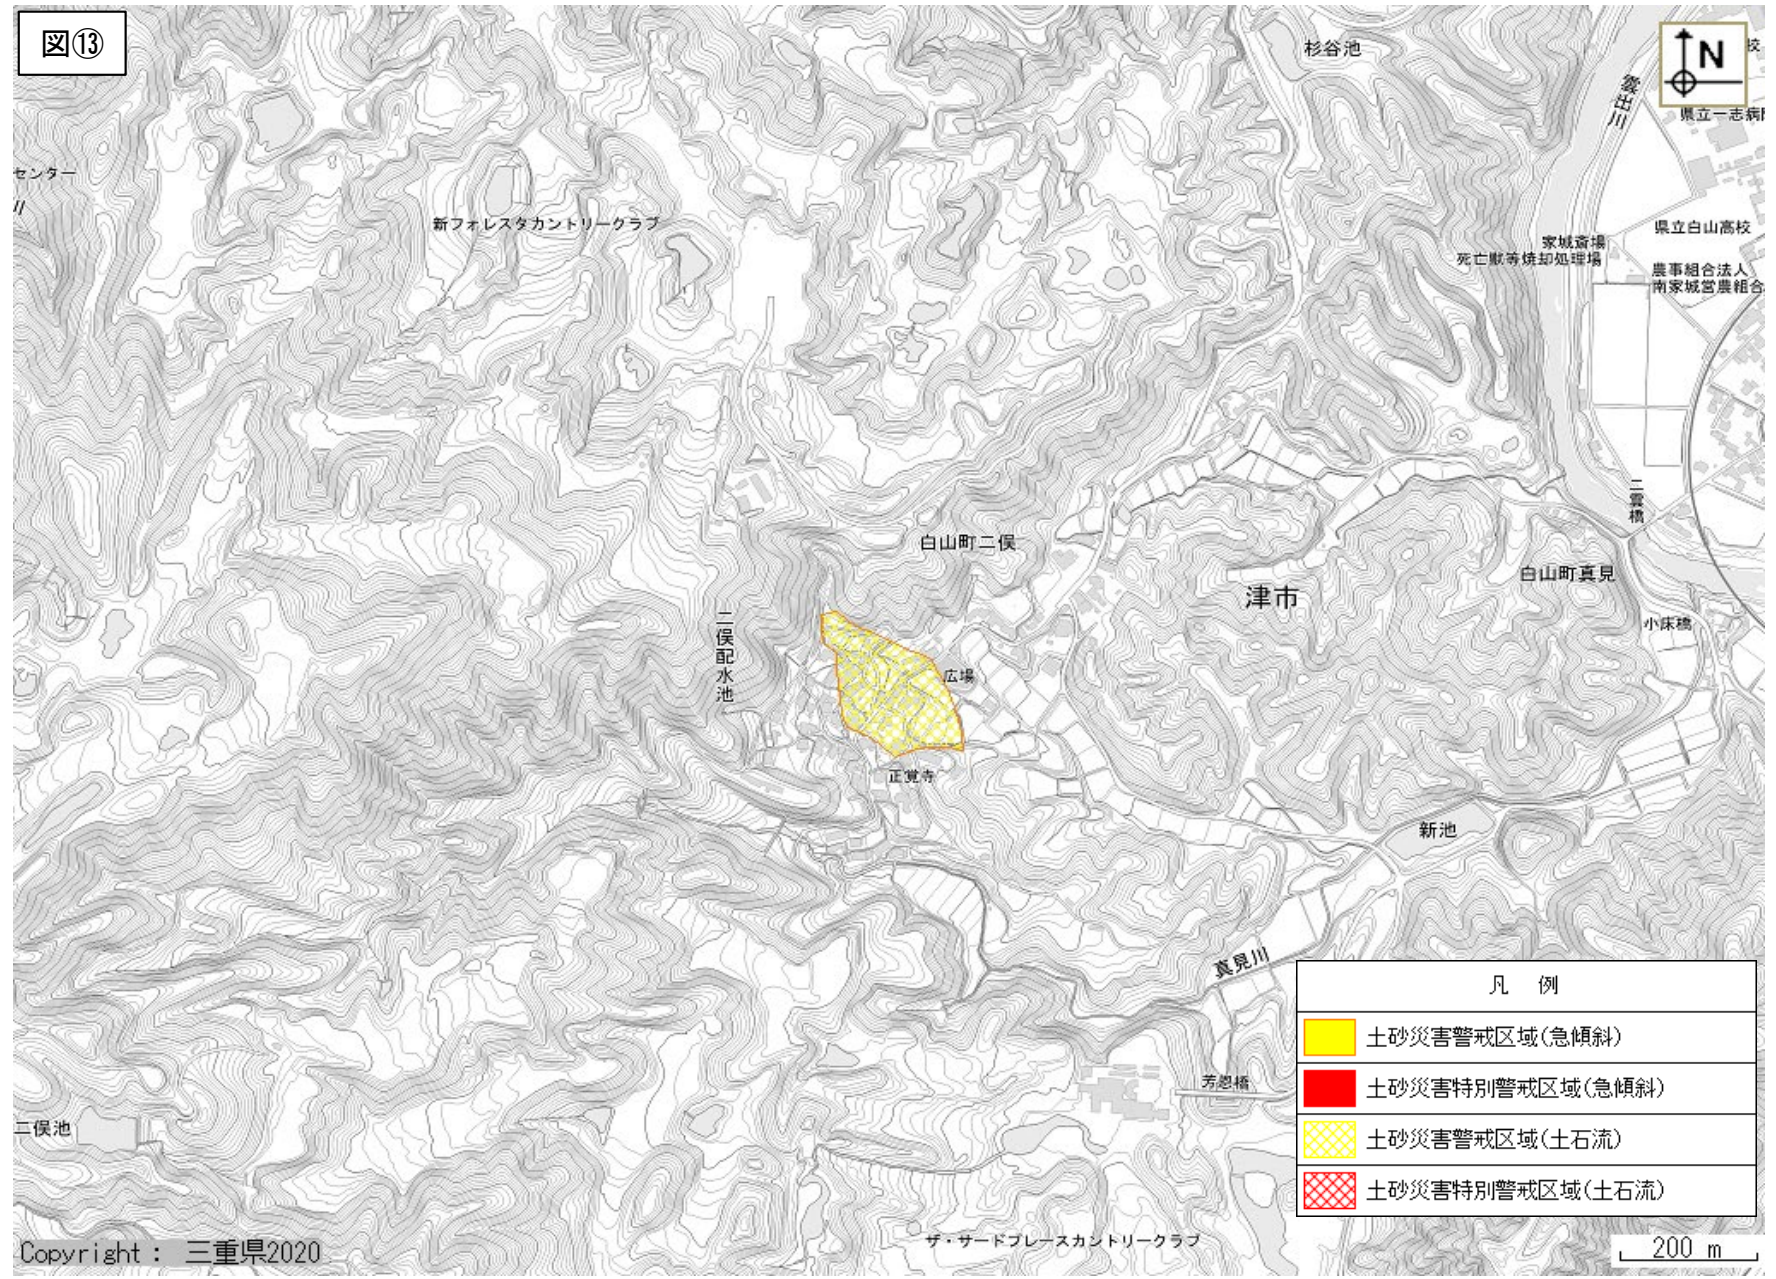 図⑬
杉谷池
N
校
雲出川
県立一志病
センター
川
新フォレスタカントリークラブ
県立白山高校
家城斎場
死亡獣等焼却処理場
農事組合法人
南家城営農組合
二雲橋
白山町二俣
白山町真見
津市
二俣配水池
小床橋
広場
正覚寺
新池
真見川
凡 例
土砂災害警戒区域(急傾斜)
土砂災害特別警戒区域(急傾斜)
土砂災害警戒区域(土石流)
土砂災害特別警戒区域(土石流)
芳恩橋
二俣池
ザ・サードプレースカントリークラブ
Copyright : 三重県2020
200 m